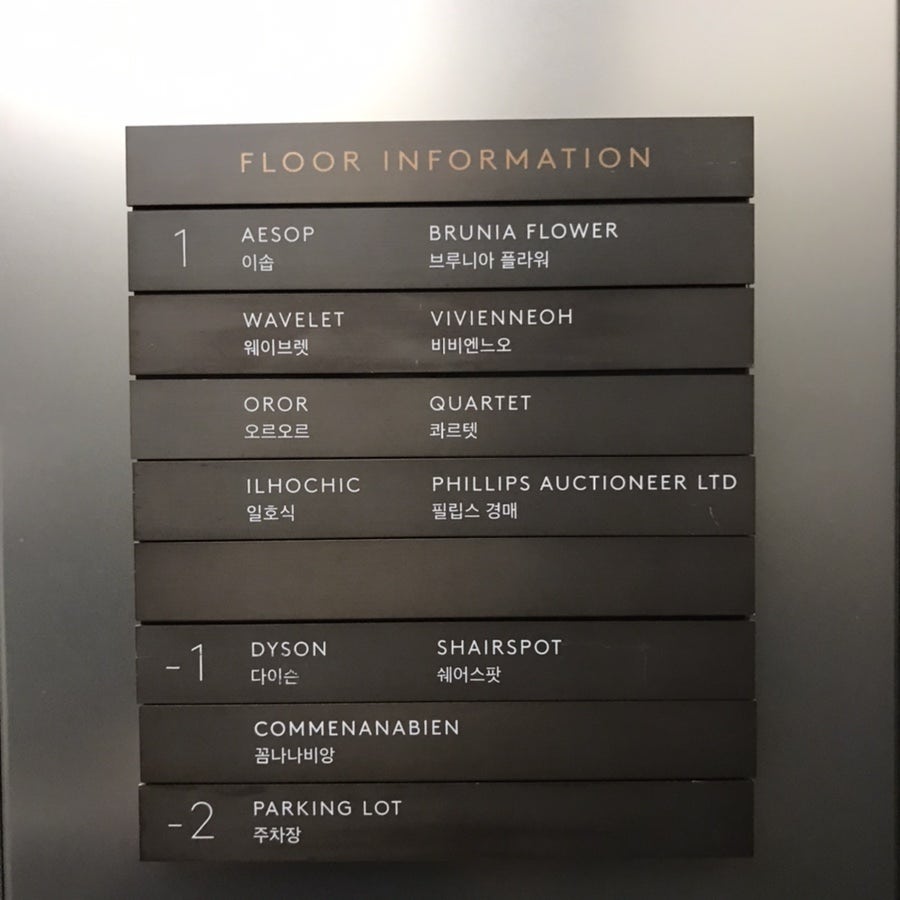 FLOOR INFORMATION
1 AESOP BRUNIA FLOWER
이솝 브루니아 플라워
WAVELET VIVIENNEOH
웨이브렛 비비엔느오
OROR QUARTET
오르오르 콰르텟
ILHOCHIC PHILLIPS AUCTIONEER LTD
일호식 필립스 경매
-1 DYSON SHAIRSPOT
다이슨 쉐어스팟
COMMENANABIEN
꼼나나비앙
-2 PARKING LOT
주차장